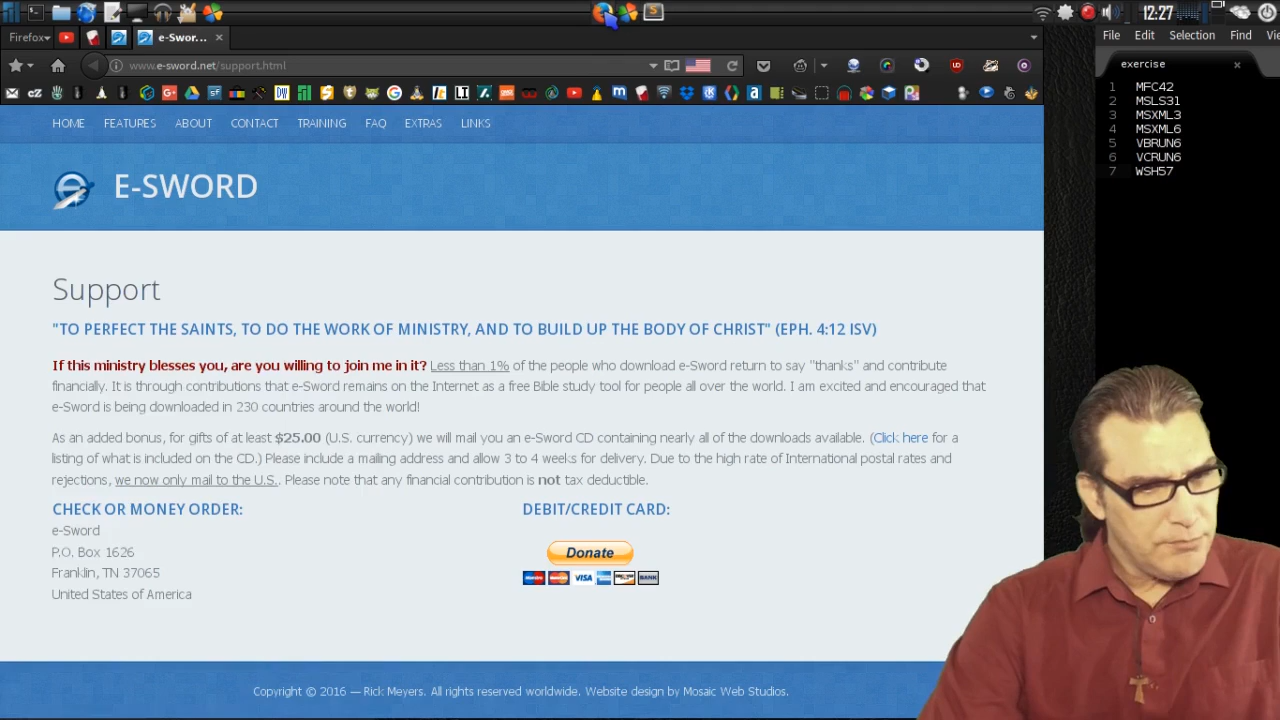 12:27
Firefox
e-Swor...
www.e-sword.net/support.html
HOME FEATURES ABOUT CONTACT TRAINING FAQ EXTRAS LINKS
E-SWORD
Support
"TO PERFECT THE SAINTS, TO DO THE WORK OF MINISTRY, AND TO BUILD UP THE BODY OF CHRIST" (EPH. 4:12 ISV)
If this ministry blesses you, are you willing to join me in it? Less than 1% of the people who download e-Sword return to say "thanks" and contribute
financially. It is through contributions that e-Sword remains on the Internet as a free Bible study tool for people all over the world. I am excited and encouraged that
e-Sword is being downloaded in 230 countries around the world!
As an added bonus, for gifts of at least $25.00 (U.S. currency) we will mail you an e-Sword CD containing nearly all of the downloads available. (Click here for a
listing of what is included on the CD.) Please include a mailing address and allow 3 to 4 weeks for delivery. Due to the high rate of International postal rates and
rejections, we now only mail to the U.S.. Please note that any financial contribution is not tax deductible.
CHECK OR MONEY ORDER:
e-Sword
P.O. Box 1626
Franklin, TN 37065
United States of America
DEBIT/CREDIT CARD:
Donate
VISA
BANK
Copyright © 2016 — Rick Meyers. All rights reserved worldwide. Website design by Mosaic Web Studios.
File Edit Selection Find Vie
exercise
1 MFC42
2 MSLS31
3 MSXML3
4 MSXML6
5 VBRUN6
6 VCRUN6
7 WSH57